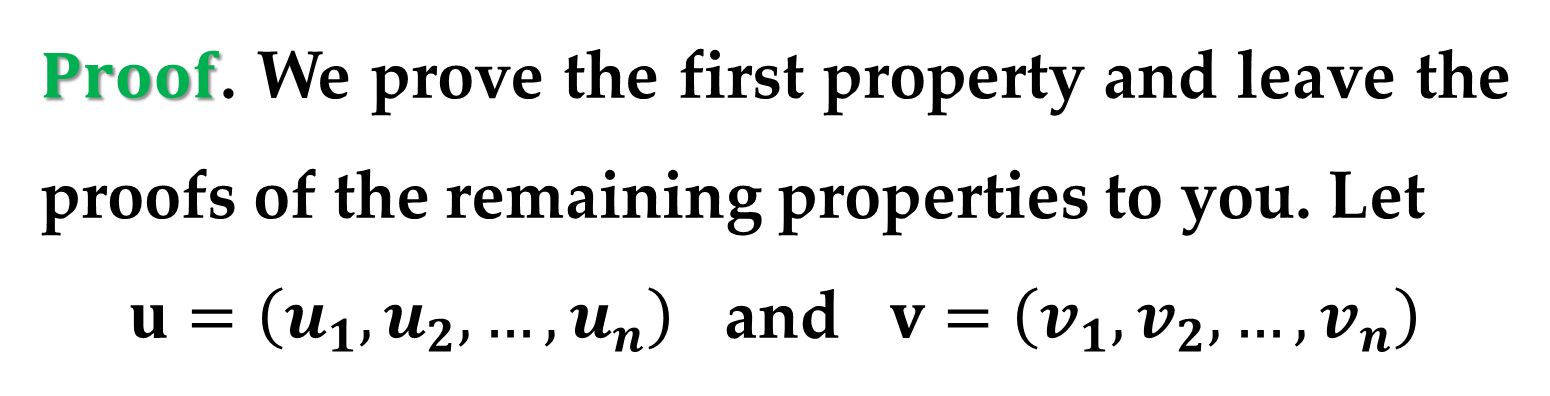 Proof. We prove the first property and leave the
proofs of the remaining properties to you. Let
u = (u₁, u₂, … , uₙ) and v = (v₁, v₂, … , vₙ)